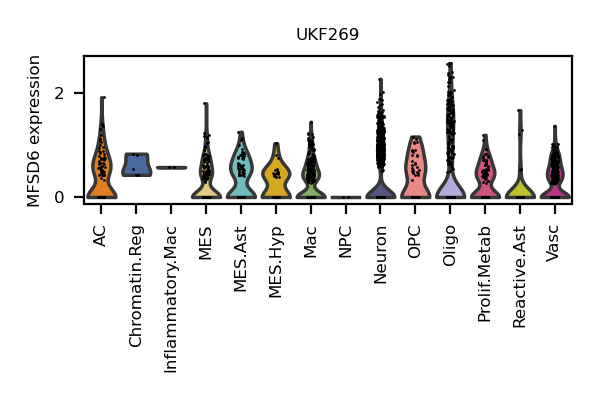 UKF269
MFSD6 expression
2
0
AC
Chromatin.Reg
Inflammatory.Mac
MES
MES.Ast
MES.Hyp
Mac
NPC
Neuron
OPC
Oligo
Prolif.Metab
Reactive.Ast
Vasc